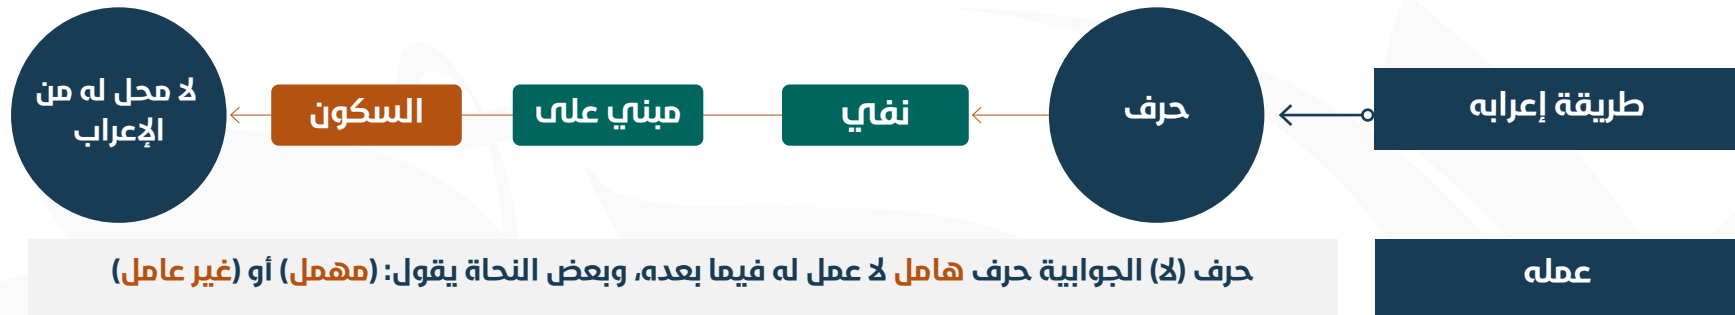 طريقة إعرابه
حرف
نفي
مبني على
السكون
لا محل له من
الإعراب
عمله
حرف (لا) الجوابية حرف هامل لا عمل له فيما بعده، وبعض النحاة يقول: (مهمل) أو (غير عامل)